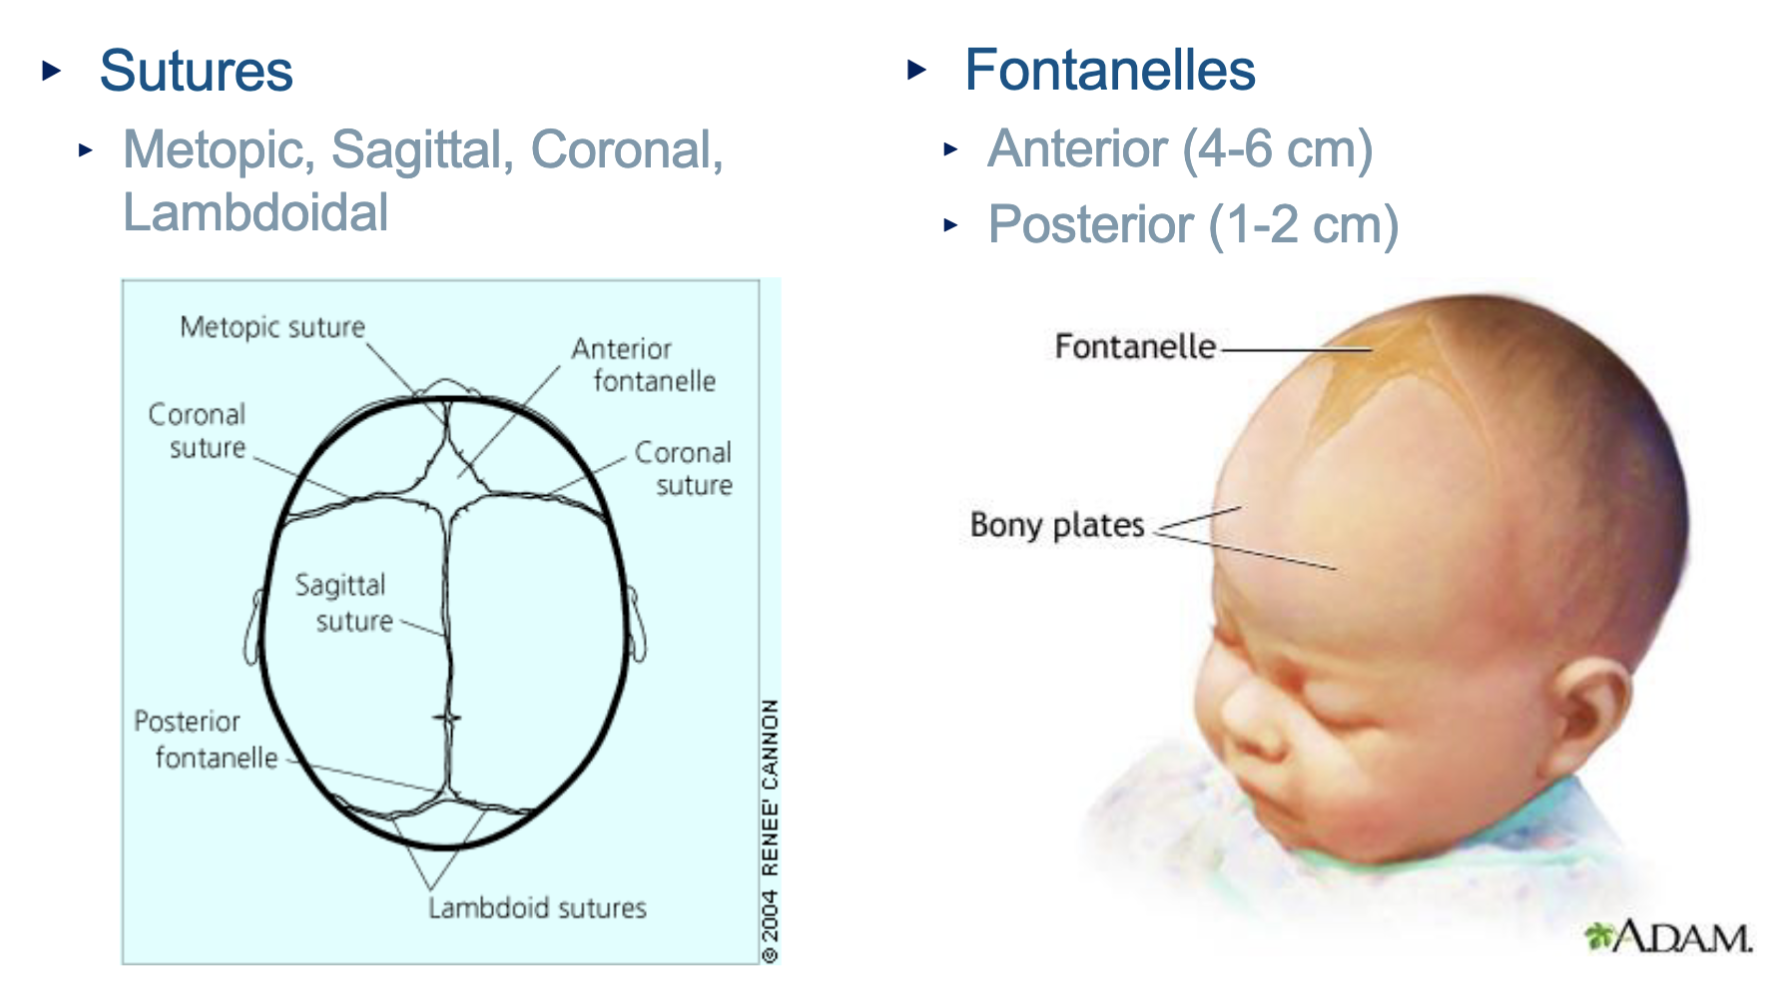 Sutures
Metopic, Sagittal, Coronal,
Lambdoidal
Metopic suture
Anterior
fontanelle
Coronal
suture
Coronal
suture
Sagittal
suture
Posterior
fontanelle
Lambdoid sutures
© 2004 RENEE' CANNON
Fontanelles
Anterior (4-6 cm)
Posterior (1-2 cm)
Fontanelle
Bony plates
A.D.A.M.